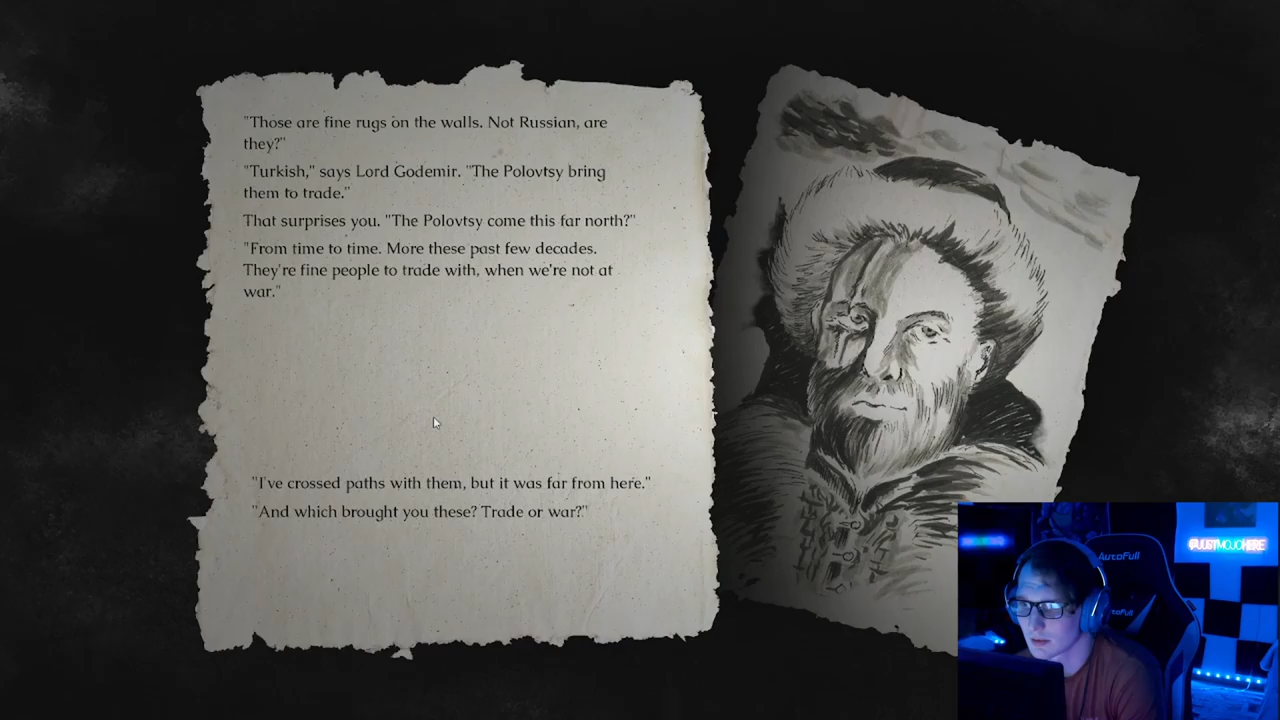 "Those are fine rugs on the walls. Not Russian, are
they?"
"Turkish," says Lord Godemir. "The Polovtsy bring
them to trade."
That surprises you. "The Polovtsy come this far north?"
"From time to time. More these past few decades.
They're fine people to trade with, when we're not at
war."
"I've crossed paths with them, but it was far from here."
"And which brought you these? Trade or war?"
AutoFull
@JUSTMOJOHERE